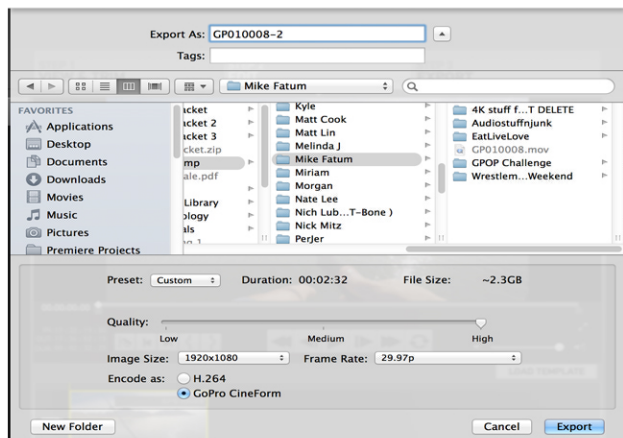 Export As: GP010008-2
Tags:
Mike Fatum
FAVORITES
Applications
Desktop
Documents
Downloads
Movies
Music
Pictures
Premiere Projects
acket
acket 2
acket 3
cket.zip
mp
ale.pdf
Library
ology
als
Kyle
Matt Cook
Matt Lin
Melinda J
Mike Fatum
Miriam
Morgan
Nate Lee
Nich Lub...T-Bone )
Nick Mitz
PerJer
4K stuff f...T DELETE
Audiostuffnjunk
EatLiveLove
GP010008.mov
GPOP Challenge
Wrestlem...Weekend
Preset: Custom Duration: 00:02:32 File Size: ~2.3GB
Quality:
Low Medium High
Image Size: 1920x1080 Frame Rate: 29.97p
Encode as: H.264
GoPro CineForm
LOAD TEMPLATE
New Folder Cancel Export